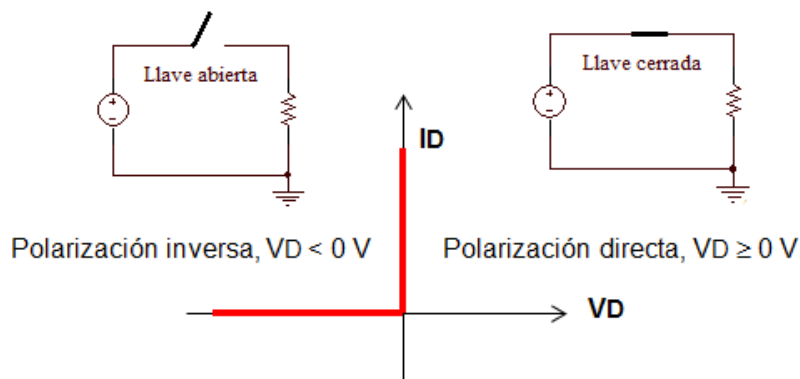 Llave abierta
Llave cerrada
+
−
+
−
ID
Polarización inversa, VD < 0 V
Polarización directa, VD ≥ 0 V
VD